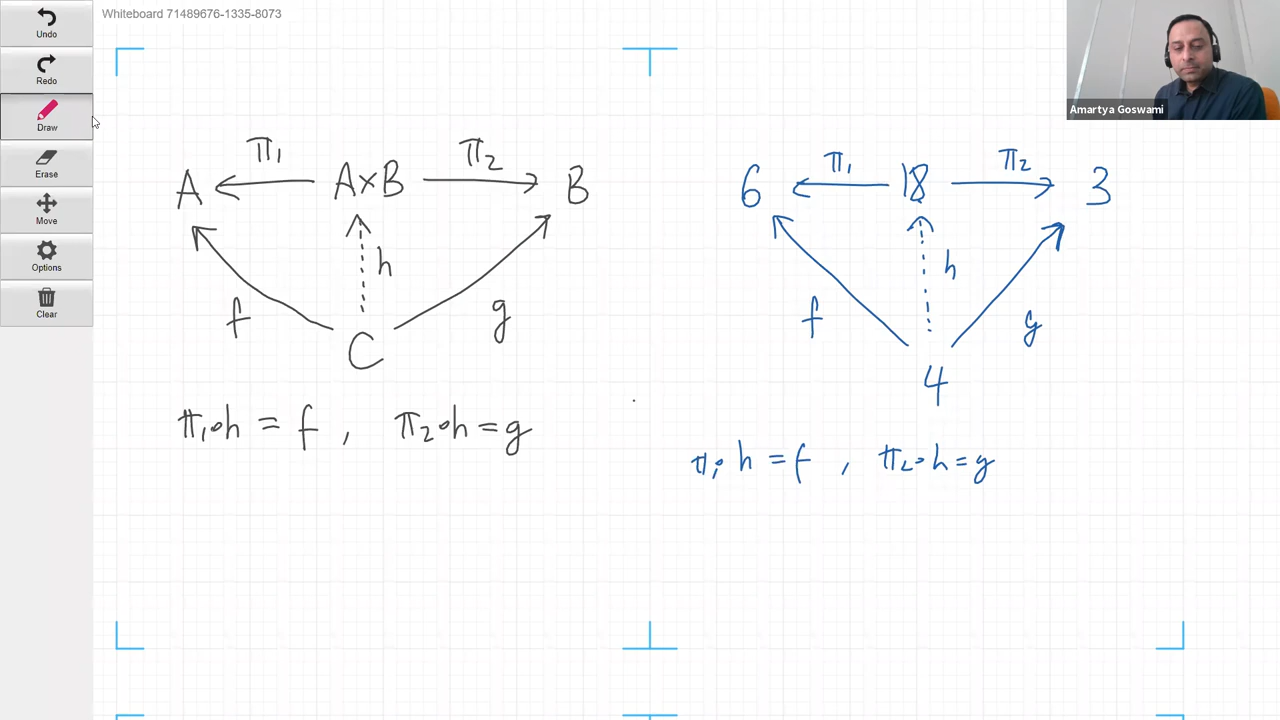 Whiteboard 71489676-1335-8073
Undo
Redo
Draw
Erase
Move
Options
Clear
Amartya Goswami
π₁ π₂
A A×B B
h
f g
C
π₁∘h = f , π₂∘h = g
π₁ π₂
6 18 3
h
f g
4
π₁∘h = f , π₂∘h = g